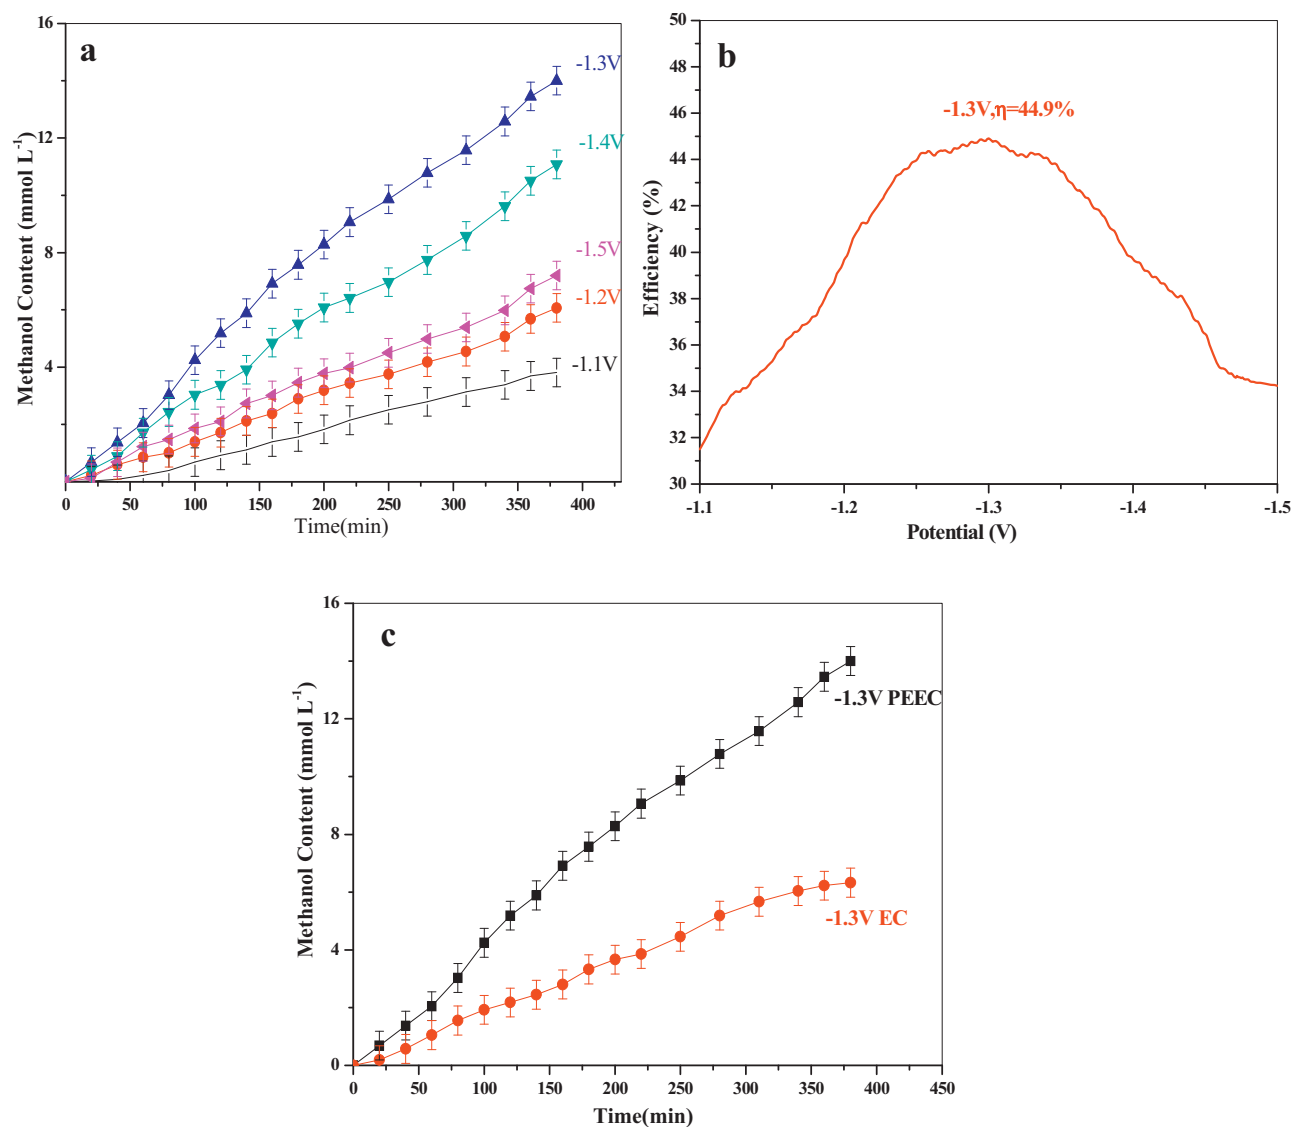 a
16
12
8
4
Methanol Content (mmol L⁻¹)
-1.3V
-1.4V
-1.5V
-1.2V
-1.1V
0 50 100 150 200 250 300 350 400
Time(min)
b
50
48
46
44
42
40
38
36
34
32
30
Efficiency (%)
-1.3V,η=44.9%
-1.1 -1.2 -1.3 -1.4 -1.5
Potential (V)
c
16
12
8
4
0
Methanol Content (mmol L⁻¹)
-1.3V PEEC
-1.3V EC
0 50 100 150 200 250 300 350 400 450
Time(min)